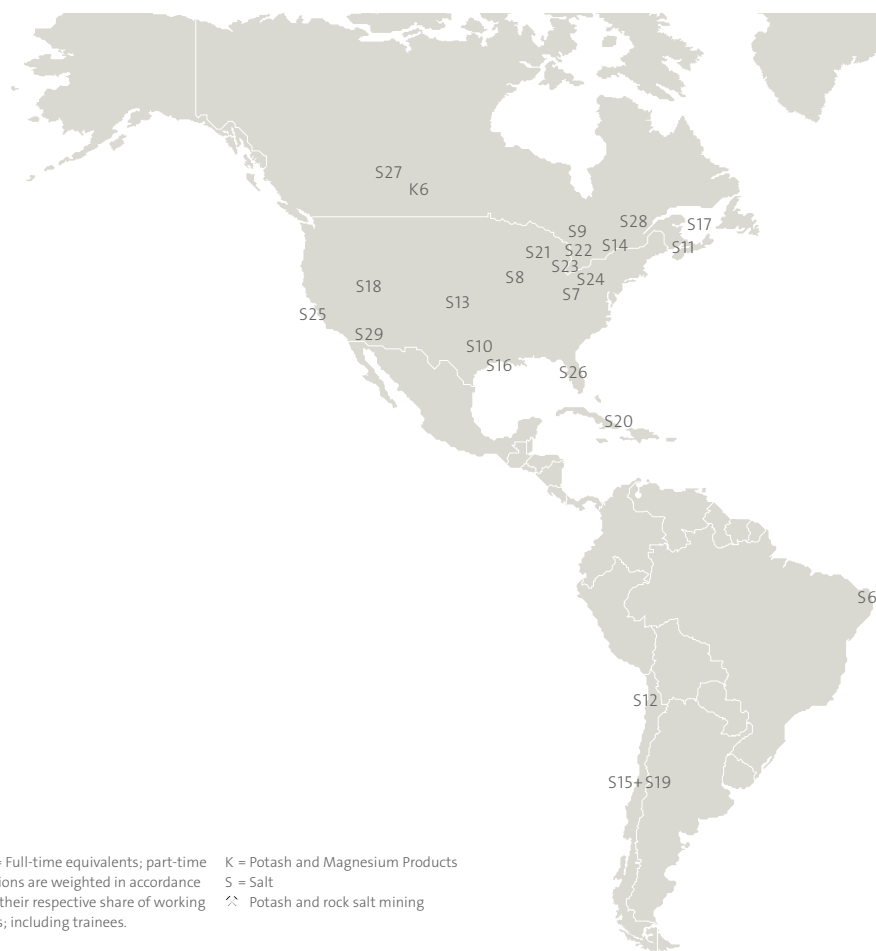 S27
K6
S28
S17
S9
S14
S11
S21
S22
S23
S8
S24
S18
S7
S13
S25
S29
S10
S16
S26
S20
S6
S12
S15+S19
= Full-time equivalents; part-time
ions are weighted in accordance
their respective share of working
s; including trainees.
K = Potash and Magnesium Products
S = Salt
Potash and rock salt mining